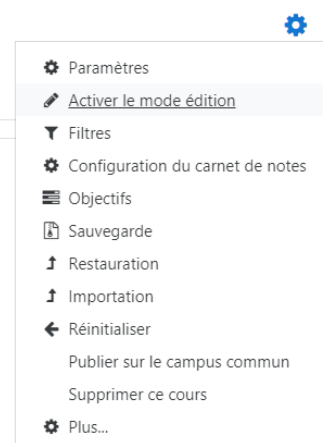 Paramètres
Activer le mode édition
Filtres
Configuration du carnet de notes
Objectifs
Sauvegarde
Restauration
Importation
Réinitialiser
Publier sur le campus commun
Supprimer ce cours
Plus...